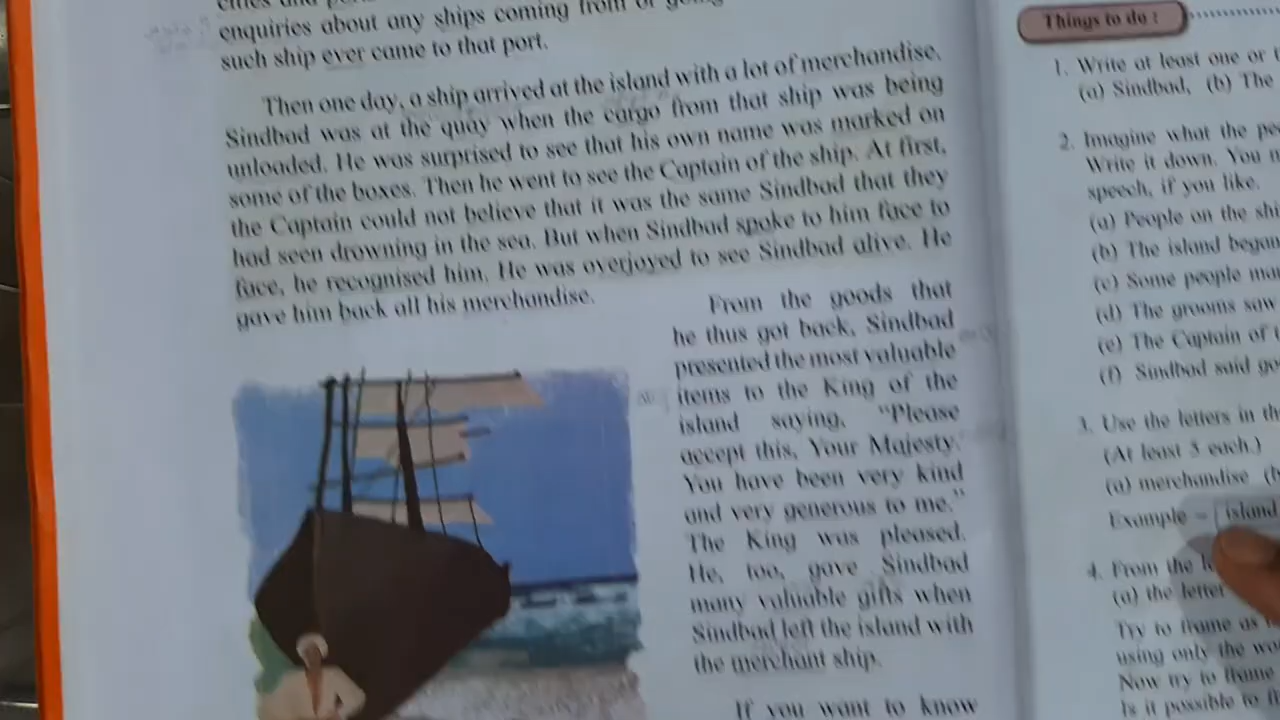 enquiries about any ships coming from or going
such ship ever came to that port.
Then one day, a ship arrived at the island with a lot of merchandise.
Sindbad was at the quay when the cargo from that ship was being
unloaded. He was surprised to see that his own name was marked on
some of the boxes. Then he went to see the Captain of the ship. At first,
the Captain could not believe that it was the same Sindbad that they
had seen drowning in the sea. But when Sindbad spoke to him face to
face, he recognised him. He was overjoyed to see Sindbad alive. He
gave him back all his merchandise.
From the goods that
he thus got back, Sindbad
presented the most valuable
items to the King of the
island saying, “Please
accept this, Your Majesty.
You have been very kind
and very generous to me.”
The King was pleased.
He, too, gave Sindbad
many valuable gifts when
Sindbad left the island with
the merchant ship.
If you want to know
Things to do :
1. Write at least one or
(a) Sindbad, (b) The
2. Imagine what the
Write it down. You
speech, if you like.
(a) People on the
(b) The island began
(c) Some people
(d) The grooms saw
(e) The Captain of
(f) Sindbad said
3. Use the letters in
(At least 5 each.)
(a) merchandise
Example – island
4. From the
(a) the letter
Try to frame as
using only the
Now try to frame
Is it possible to